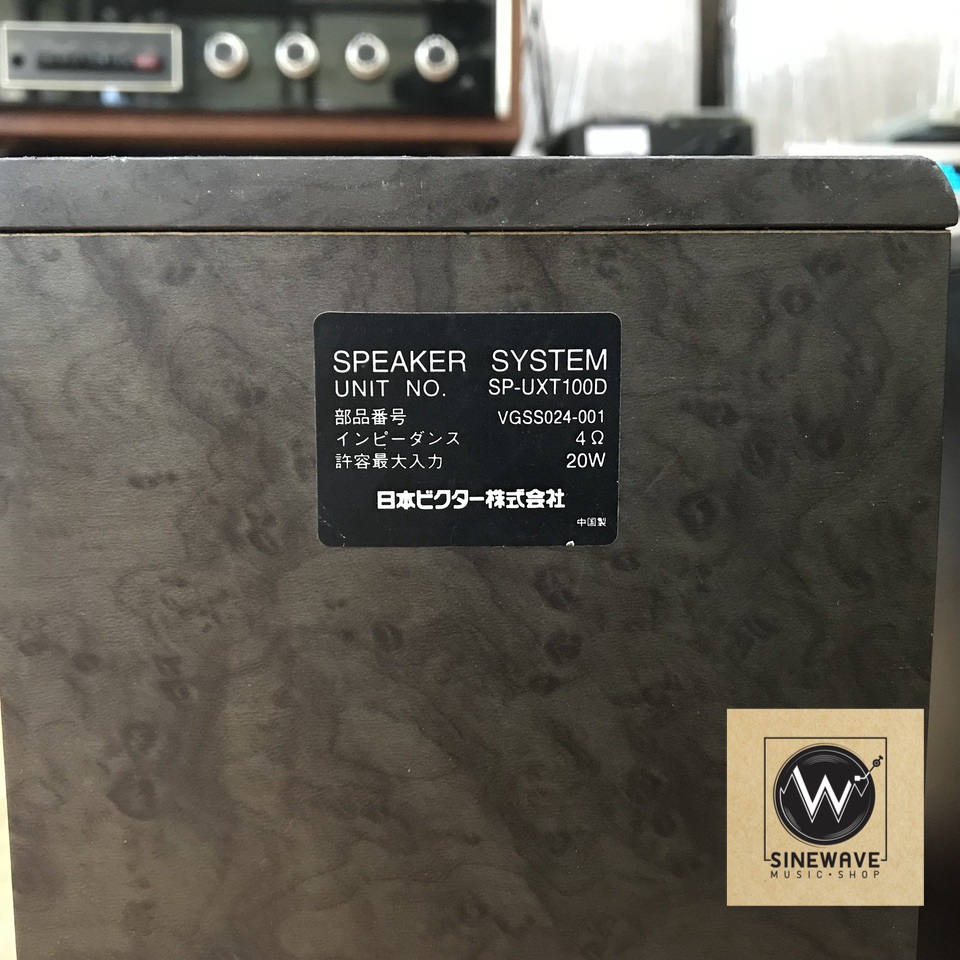 SPEAKER SYSTEM
UNIT NO. SP-UXT100D
部品番号 VGSS024-001
インピーダンス 4Ω
許容最大入力 20W
日本ビクター株式会社
中国製
W
SINEWAVE
MUSIC•SHOP